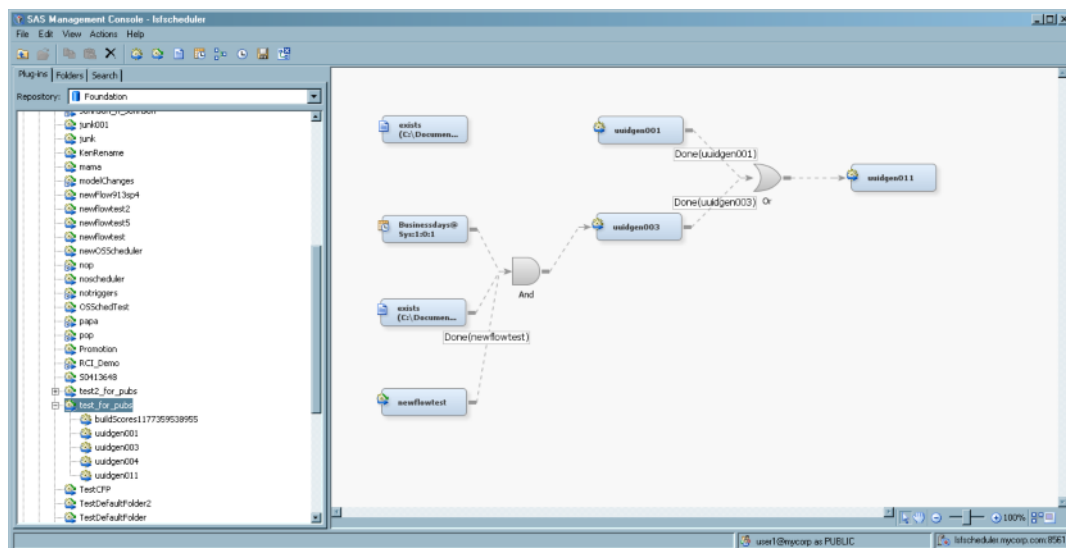 SAS Management Console - lsfscheduler
File Edit View Actions Help
Plug-ins Folders Search
Repository: Foundation
junk001
junk
KenRename
mama
modelChanges
newFlow913sp4
newflowtest2
newflowtest5
newflowtest
newOSScheduler
nop
noscheduler
notriggers
OSSchedTest
papa
pop
Promotion
RCI_Demo
S0413648
test2_for_pubs
test_for_pubs
buildScores1177359538955
uuidgen001
uuidgen003
uuidgen004
uuidgen011
TestCFP
TestDefaultFolder2
TestDefaultFolder
exists
(C:\Documen...
uuidgen001
Done(uuidgen001)
uuidgen011
Done(uuidgen003)
Or
Businessdays@
Sys:1:0:1
uuidgen003
And
exists
(C:\Documen...
Done(newflowtest)
newflowtest
100%
user1@mycorp as PUBLIC
lsfscheduler.mycorp.com:8561